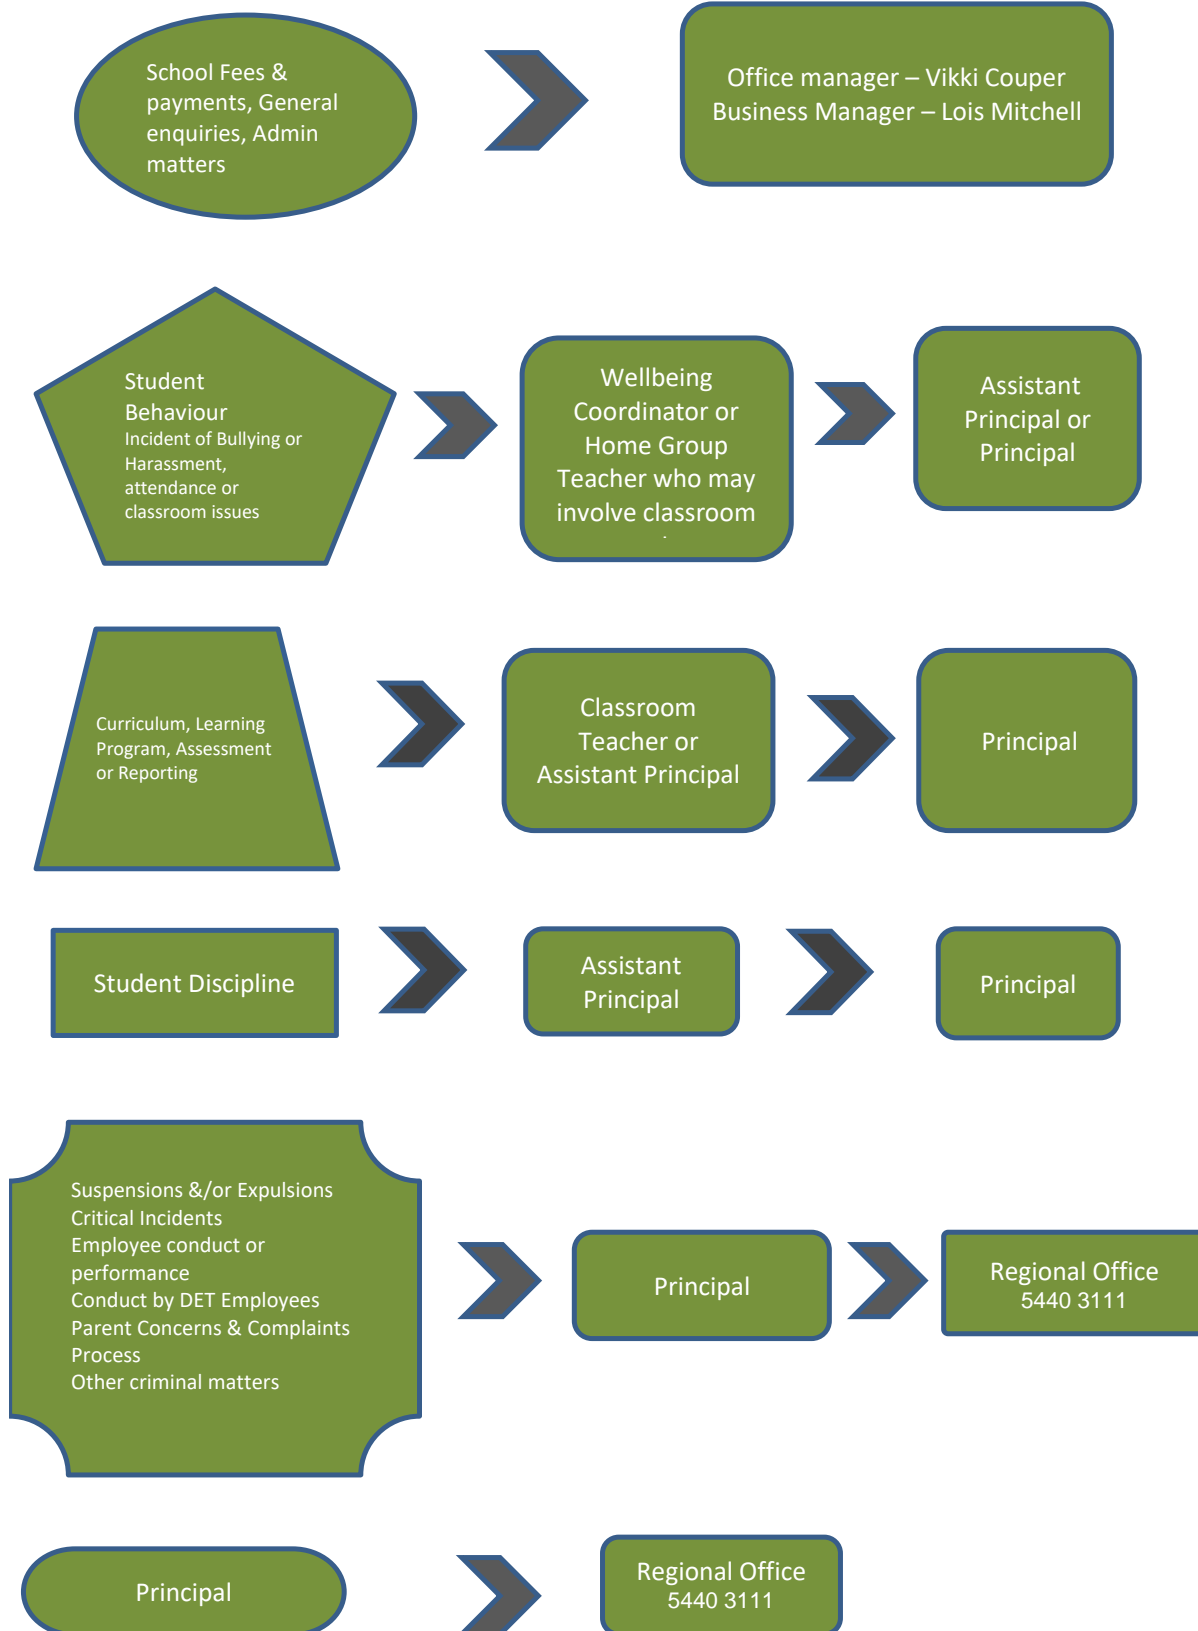 School Fees &
payments, General
enquiries, Admin
matters
Office manager – Vikki Couper
Business Manager – Lois Mitchell
Student
Behaviour
Incident of Bullying or
Harassment,
attendance or
classroom issues
Wellbeing
Coordinator or
Home Group
Teacher who may
involve classroom
Assistant
Principal or
Principal
Curriculum, Learning
Program, Assessment
or Reporting
Classroom
Teacher or
Assistant Principal
Principal
Student Discipline
Assistant
Principal
Principal
Suspensions &/or Expulsions
Critical Incidents
Employee conduct or
performance
Conduct by DET Employees
Parent Concerns & Complaints
Process
Other criminal matters
Principal
Regional Office
5440 3111
Principal
Regional Office
5440 3111